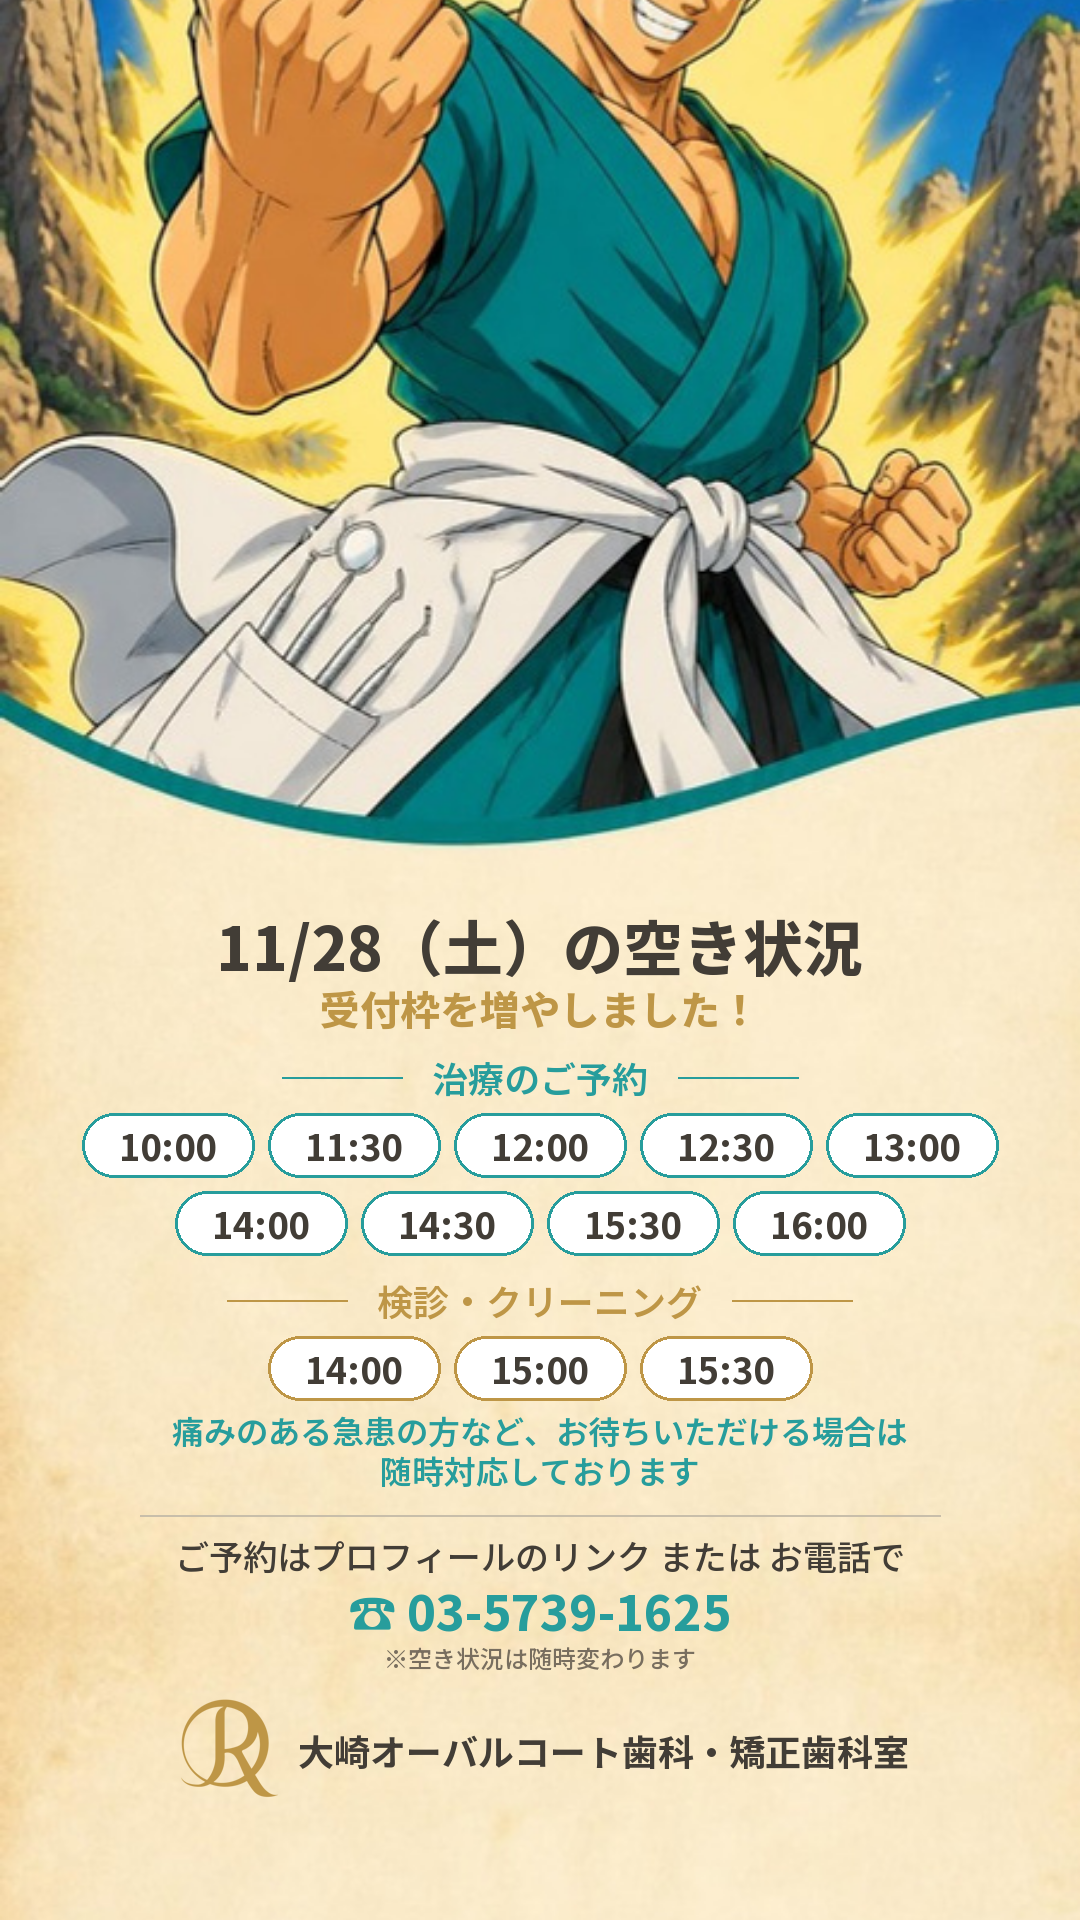 11/28（土）の空き状況
受付枠を増やしました！
治療のご予約
10:00 11:30 12:00 12:30 13:00
14:00 14:30 15:30 16:00
検診・クリーニング
14:00 15:00 15:30
痛みのある急患の方など、お待ちいただける場合は
随時対応しております
ご予約はプロフィールのリンク または お電話で
☎ 03-5739-1625
※空き状況は随時変わります
R 大崎オーバルコート歯科・矯正歯科室